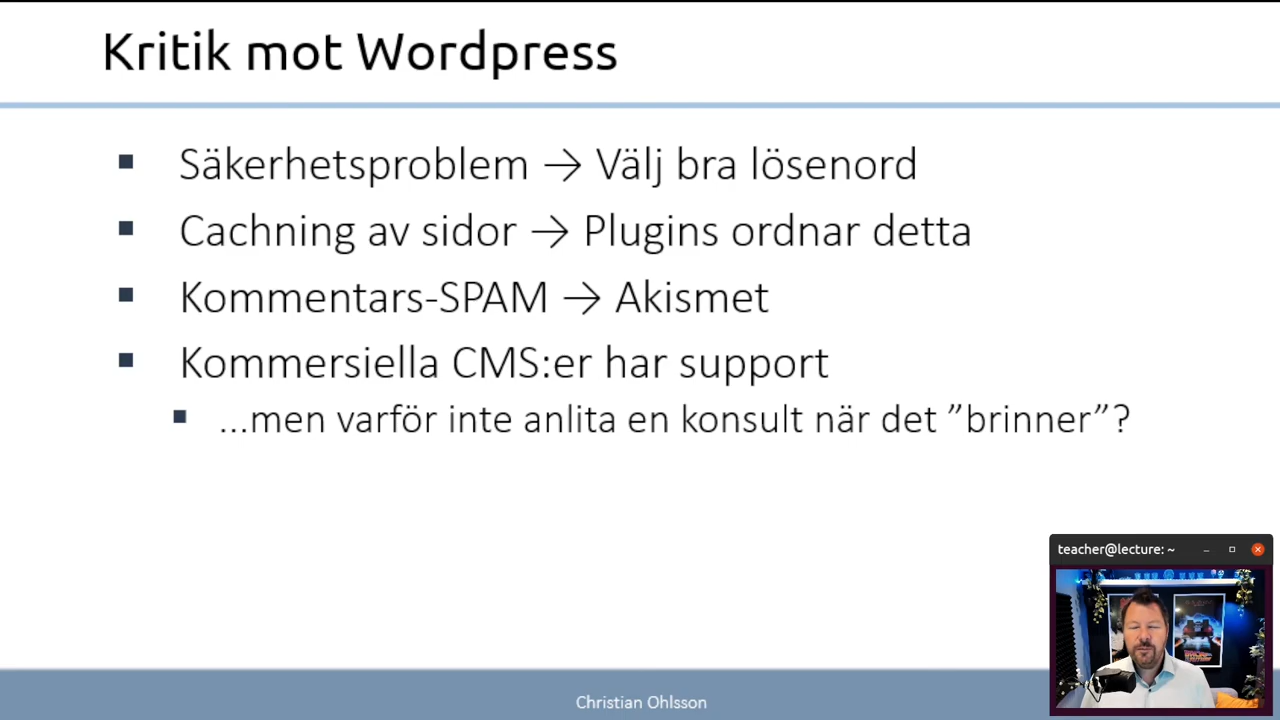 Kritik mot Wordpress
▪ Säkerhetsproblem → Välj bra lösenord
▪ Cachning av sidor → Plugins ordnar detta
▪ Kommentars-SPAM → Akismet
▪ Kommersiella CMS:er har support
▪ ...men varför inte anlita en konsult när det ”brinner”?
teacher@lecture: ~
Christian Ohlsson